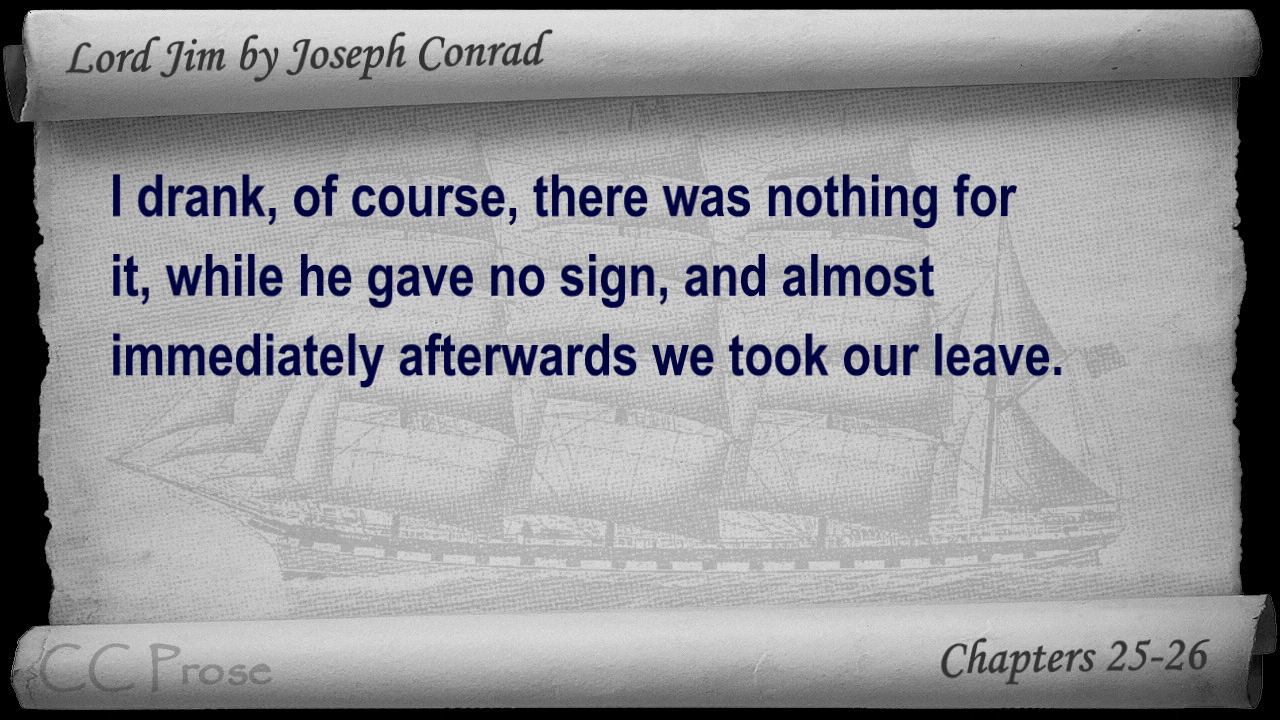 Lord Jim by Joseph Conrad
I drank, of course, there was nothing for
it, while he gave no sign, and almost
immediately afterwards we took our leave.
CC Prose
Chapters 25-26